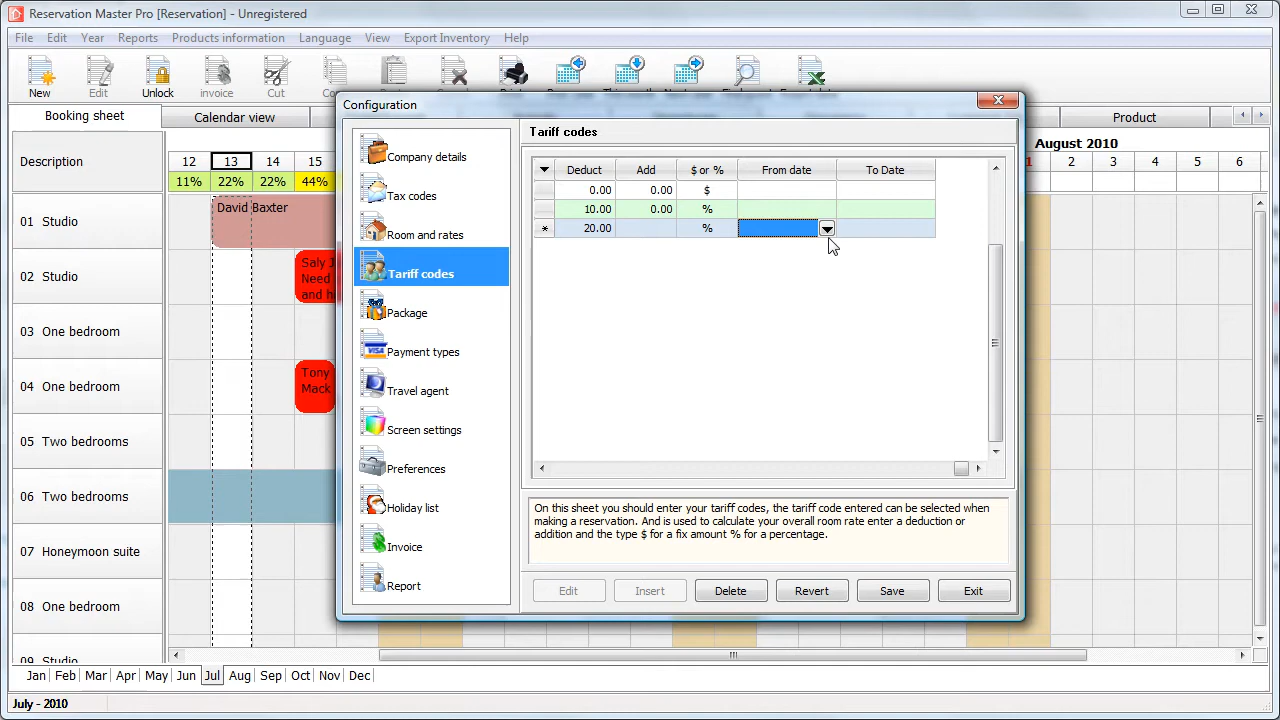 Reservation Master Pro [Reservation] - Unregistered
File Edit Year Reports Products information Language View Export Inventory Help
New Edit Unlock invoice Cut
Booking sheet Calendar view Product
Configuration
Description
12 13 14 15
11% 22% 22% 44%
August 2010
1 2 3 4 5 6
01 Studio
02 Studio
03 One bedroom
04 One bedroom
05 Two bedrooms
06 Two bedrooms
07 Honeymoon suite
08 One bedroom
09 Studio
David Baxter
Saly J
Need
and hi
Tony
Mack
Company details
Tax codes
Room and rates
Tariff codes
Package
Payment types
Travel agent
Screen settings
Preferences
Holiday list
Invoice
Report
Tariff codes
Deduct Add $ or % From date To Date
0.00 0.00 $
10.00 0.00 %
* 20.00 %
On this sheet you should enter your tariff codes, the tariff code entered can be selected when
making a reservation. And is used to calculate your overall room rate enter a deduction or
addition and the type $ for a fix amount % for a percentage.
Edit Insert Delete Revert Save Exit
Jan Feb Mar Apr May Jun Jul Aug Sep Oct Nov Dec
July - 2010